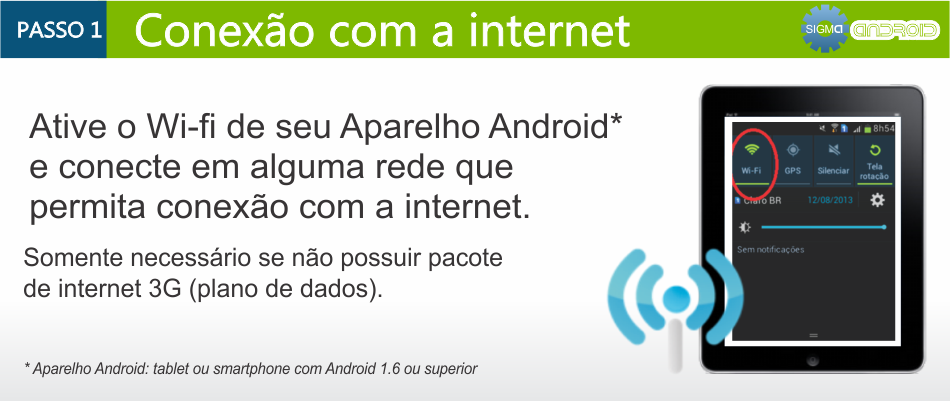 PASSO 1
Conexão com a internet
SIGMA ANDROID
Ative o Wi-fi de seu Aparelho Android*
e conecte em alguma rede que
permita conexão com a internet.
Somente necessário se não possuir pacote
de internet 3G (plano de dados).
* Aparelho Android: tablet ou smartphone com Android 1.6 ou superior
8h54
Wi-Fi
GPS
Silenciar
Tela
rotação
Claro BR
12/08/2013
Sem notificações